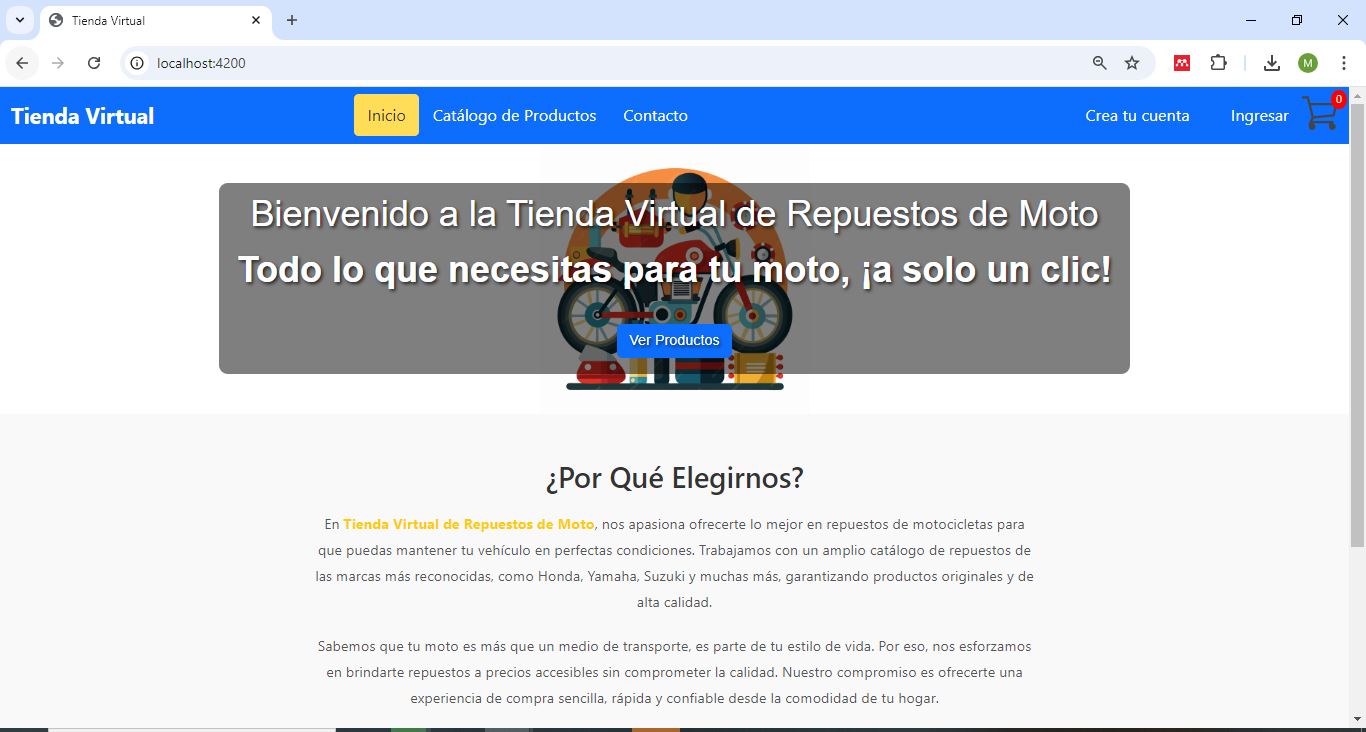 Tienda Virtual
localhost:4200
M
Tienda Virtual
Inicio
Catálogo de Productos
Contacto
Crea tu cuenta
Ingresar
0
Bienvenido a la Tienda Virtual de Repuestos de Moto
Todo lo que necesitas para tu moto, ¡a solo un clic!
Ver Productos
¿Por Qué Elegirnos?
En Tienda Virtual de Repuestos de Moto, nos apasiona ofrecerte lo mejor en repuestos de motocicletas para
que puedas mantener tu vehículo en perfectas condiciones. Trabajamos con un amplio catálogo de repuestos de
las marcas más reconocidas, como Honda, Yamaha, Suzuki y muchas más, garantizando productos originales y de
alta calidad.
Sabemos que tu moto es más que un medio de transporte, es parte de tu estilo de vida. Por eso, nos esforzamos
en brindarte repuestos a precios accesibles sin comprometer la calidad. Nuestro compromiso es ofrecerte una
experiencia de compra sencilla, rápida y confiable desde la comodidad de tu hogar.